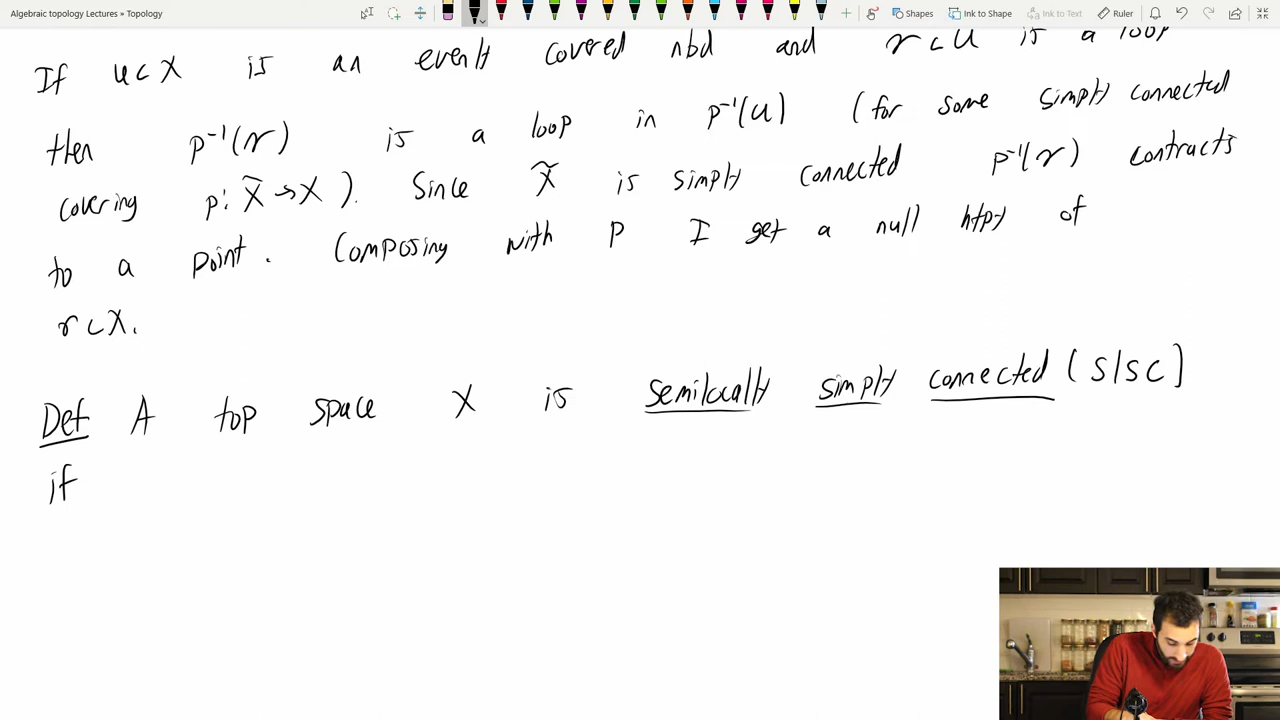 Algebraic topology Lectures » Topology
Shapes
Ink to Shape
Ink to Text
Ruler
Share
If U⊂X is an evenly covered nbd and γ⊂U is a loop
then p⁻¹(γ) is a loop in p⁻¹(U) (for some simply connected
covering p: X̃→X). Since X̃ is simply connected p⁻¹(γ) contracts
to a point. Composing with p I get a null htpy of
γ⊂X.
Def A top space X is semilocally simply connected (slsc)
if